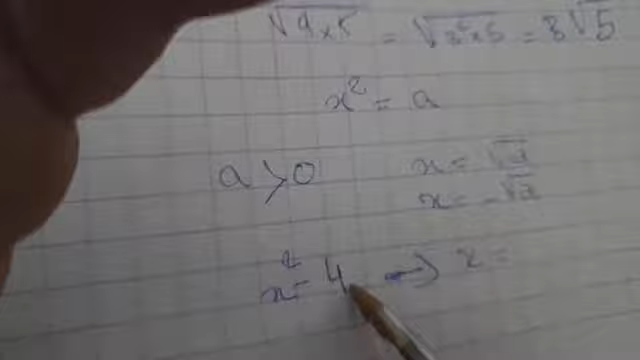 √9×5 = √3²×5 = 3√5
x² = a
a > 0 x = √a
x = -√a
x² = 4 → x =